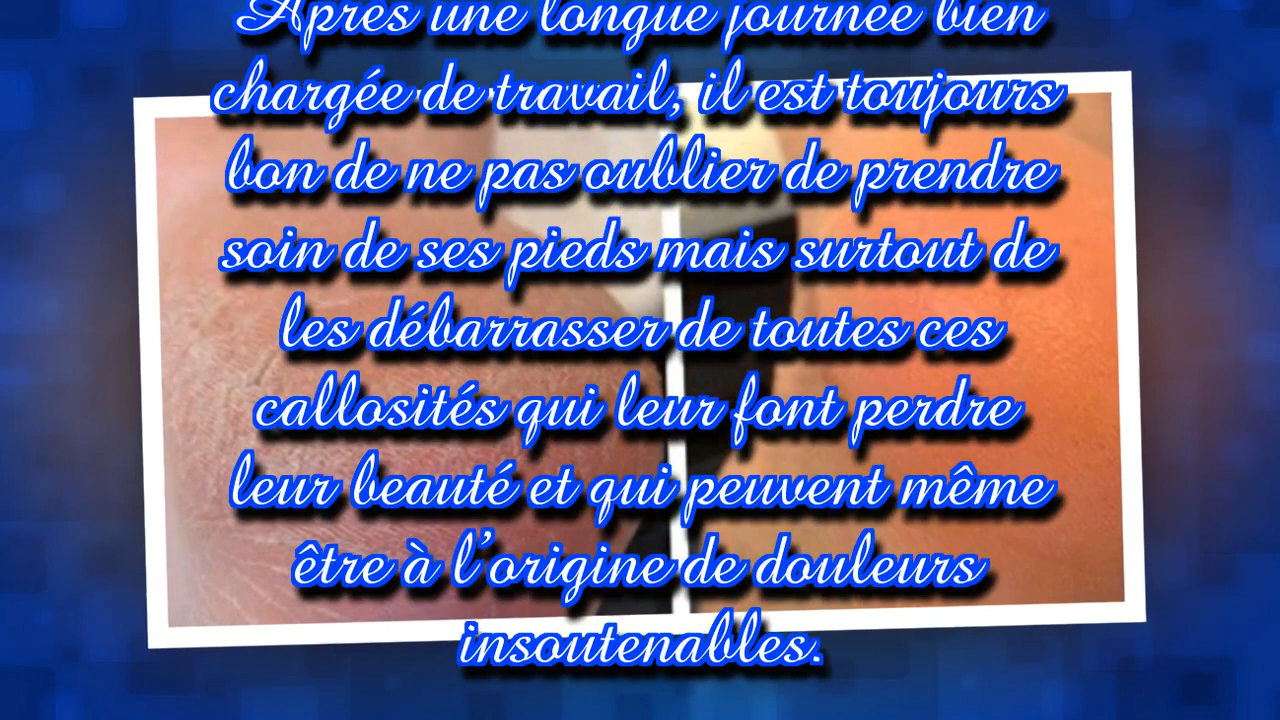 Après une longue journée bien
chargée de travail, il est toujours
bon de ne pas oublier de prendre
soin de ses pieds mais surtout de
les débarrasser de toutes ces
callosités qui leur font perdre
leur beauté et qui peuvent même
être à l’origine de douleurs
insoutenables.